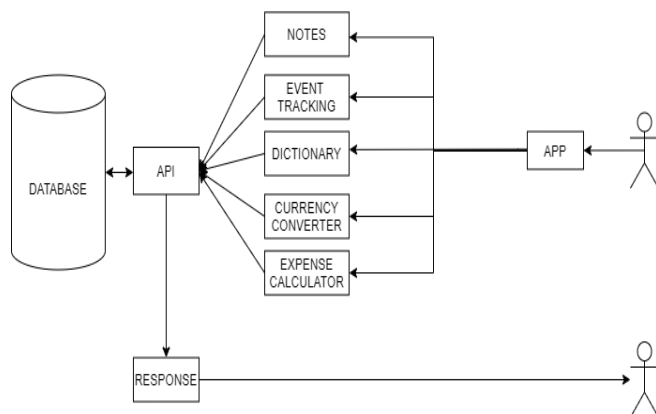 NOTES
EVENT
TRACKING
DICTIONARY
CURRENCY
CONVERTER
EXPENSE
CALCULATOR
DATABASE
API
APP
RESPONSE